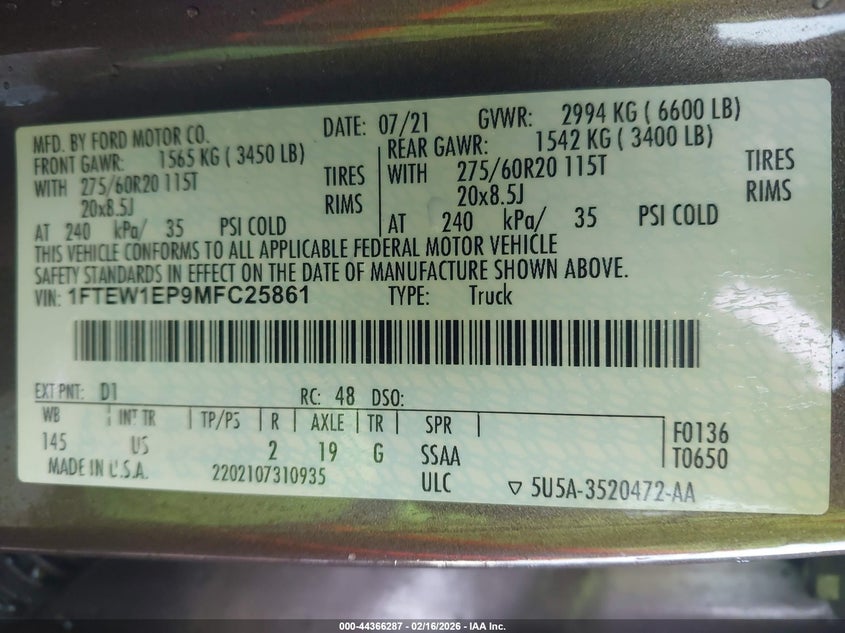 MFD. BY FORD MOTOR CO. DATE: 07/21 GVWR: 2994 KG ( 6600 LB)
FRONT GAWR: 1565 KG ( 3450 LB) REAR GAWR: 1542 KG ( 3400 LB)
WITH 275/60R20 115T TIRES WITH 275/60R20 115T TIRES
20x8.5J RIMS 20x8.5J RIMS
AT 240 kPa/ 35 PSI COLD AT 240 kPa/ 35 PSI COLD
THIS VEHICLE CONFORMS TO ALL APPLICABLE FEDERAL MOTOR VEHICLE
SAFETY STANDARDS IN EFFECT ON THE DATE OF MANUFACTURE SHOWN ABOVE.
VIN: 1FTEW1EP9MFC25861 TYPE: Truck
EXT PNT: D1 RC: 48 DSO:
WB INT TR TP/PS R AXLE TR SPR F0136
145 US 2 19 G SSAA T0650
MADE IN U.S.A. 2202107310935 ULC ▽ 5U5A-3520472-AA
000-44366287 - 02/16/2026 - IAA Inc.